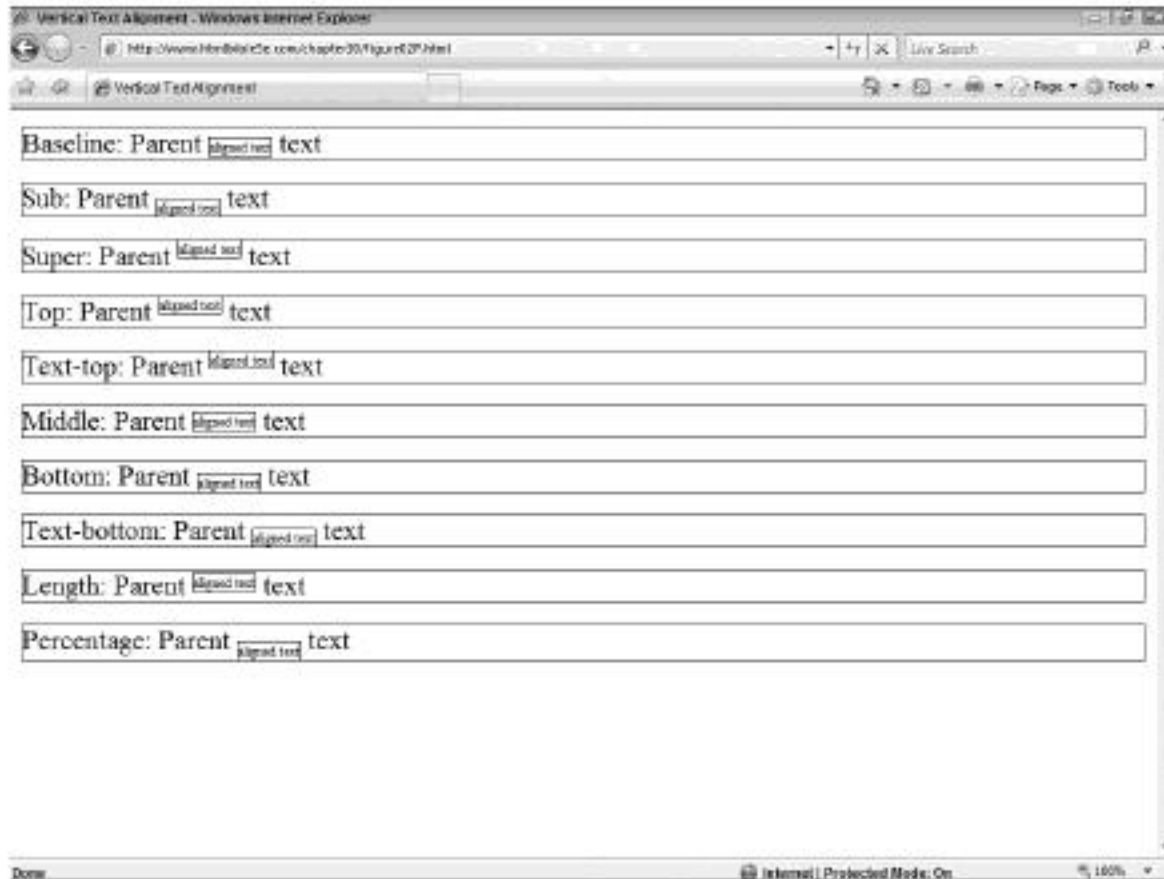 Vertical Text Alignment - Windows Internet Explorer
Live Search
Vertical Text Alignment
Page Tools
Baseline: Parent aligned text text
Sub: Parent aligned text text
Super: Parent aligned text text
Top: Parent aligned text text
Text-top: Parent aligned text text
Middle: Parent aligned text text
Bottom: Parent aligned text text
Text-bottom: Parent aligned text text
Length: Parent aligned text text
Percentage: Parent aligned text text
Done
Internet | Protected Mode: On
100%